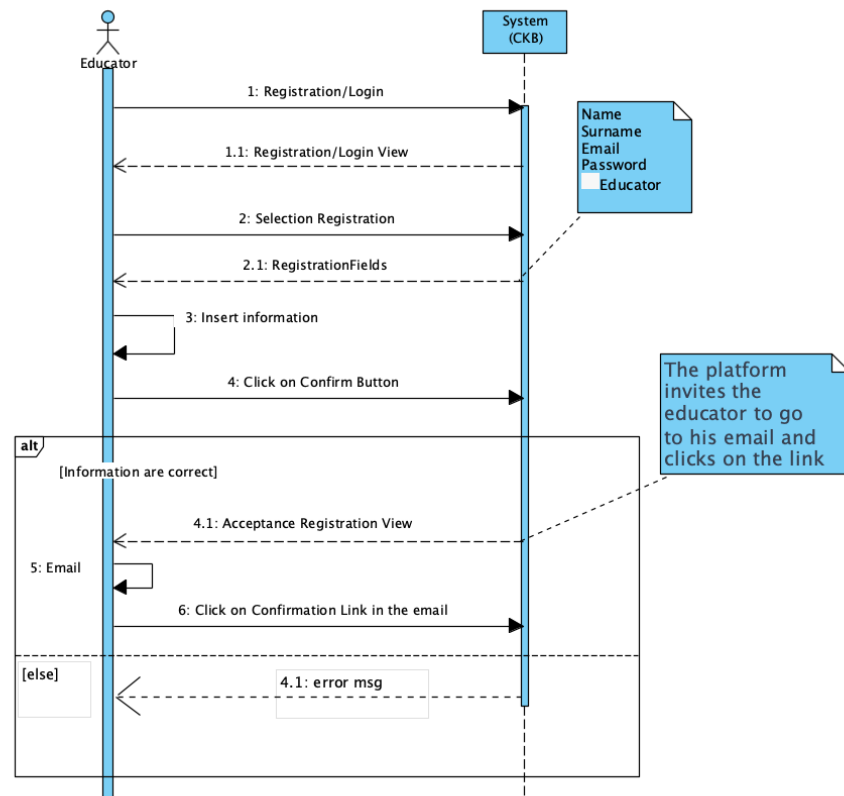 System
(CKB)
Educator
1: Registration/Login
Name
Surname
Email
Password
Educator
1.1: Registration/Login View
2: Selection Registration
2.1: RegistrationFields
3: Insert information
4: Click on Confirm Button
The platform
invites the
educator to go
to his email and
clicks on the link
alt
[Information are correct]
4.1: Acceptance Registration View
5: Email
6: Click on Confirmation Link in the email
[else]
4.1: error msg